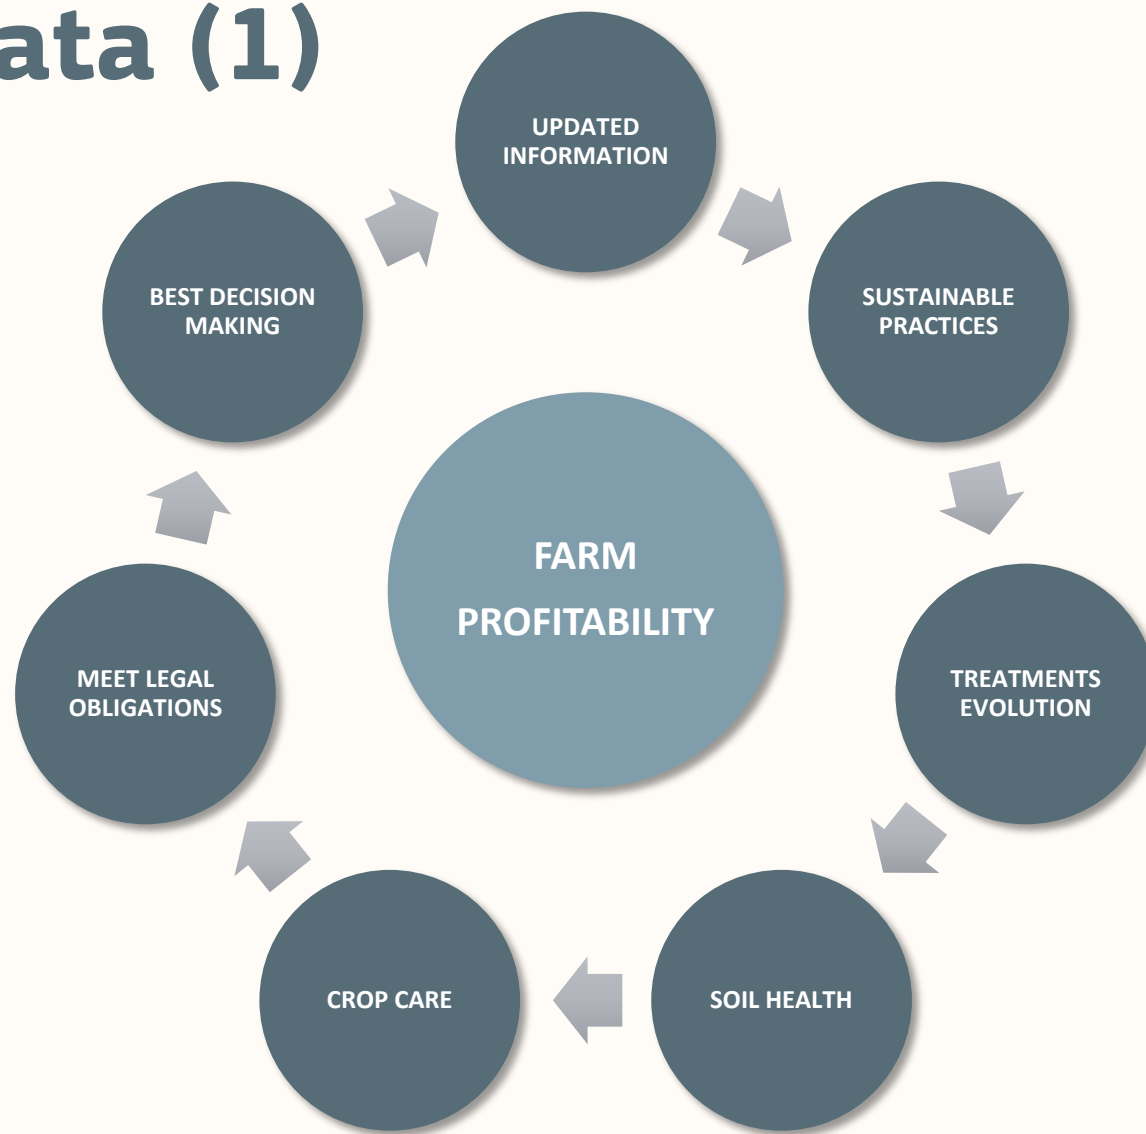 ata (1)
UPDATED
INFORMATION
SUSTAINABLE
PRACTICES
TREATMENTS
EVOLUTION
SOIL HEALTH
CROP CARE
MEET LEGAL
OBLIGATIONS
BEST DECISION
MAKING
FARM
PROFITABILITY